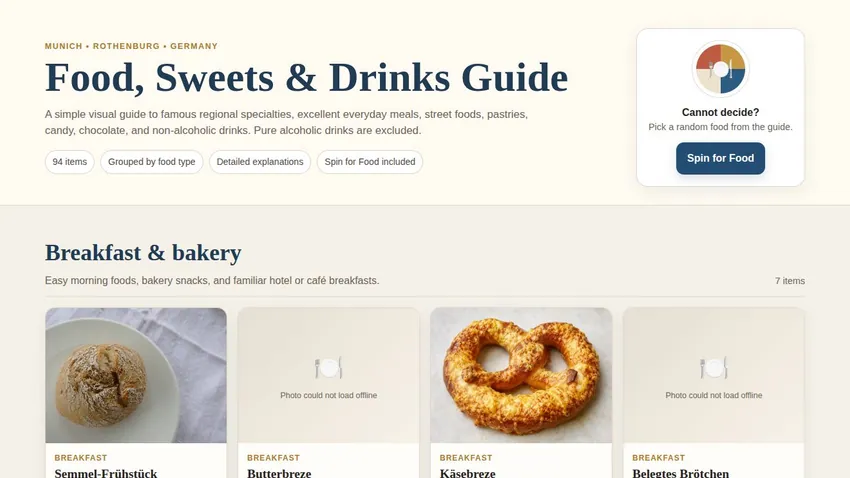 MUNICH • ROTHENBURG • GERMANY
Food, Sweets & Drinks Guide
A simple visual guide to famous regional specialties, excellent everyday meals, street foods, pastries,
candy, chocolate, and non-alcoholic drinks. Pure alcoholic drinks are excluded.
94 items
Grouped by food type
Detailed explanations
Spin for Food included
Cannot decide?
Pick a random food from the guide.
Spin for Food
Breakfast & bakery
Easy morning foods, bakery snacks, and familiar hotel or café breakfasts.
7 items
Photo could not load offline
Photo could not load offline
BREAKFAST
Semmel-Frühstück
BREAKFAST
Butterbreze
BREAKFAST
Käsebreze
BREAKFAST
Belegtes Brötchen